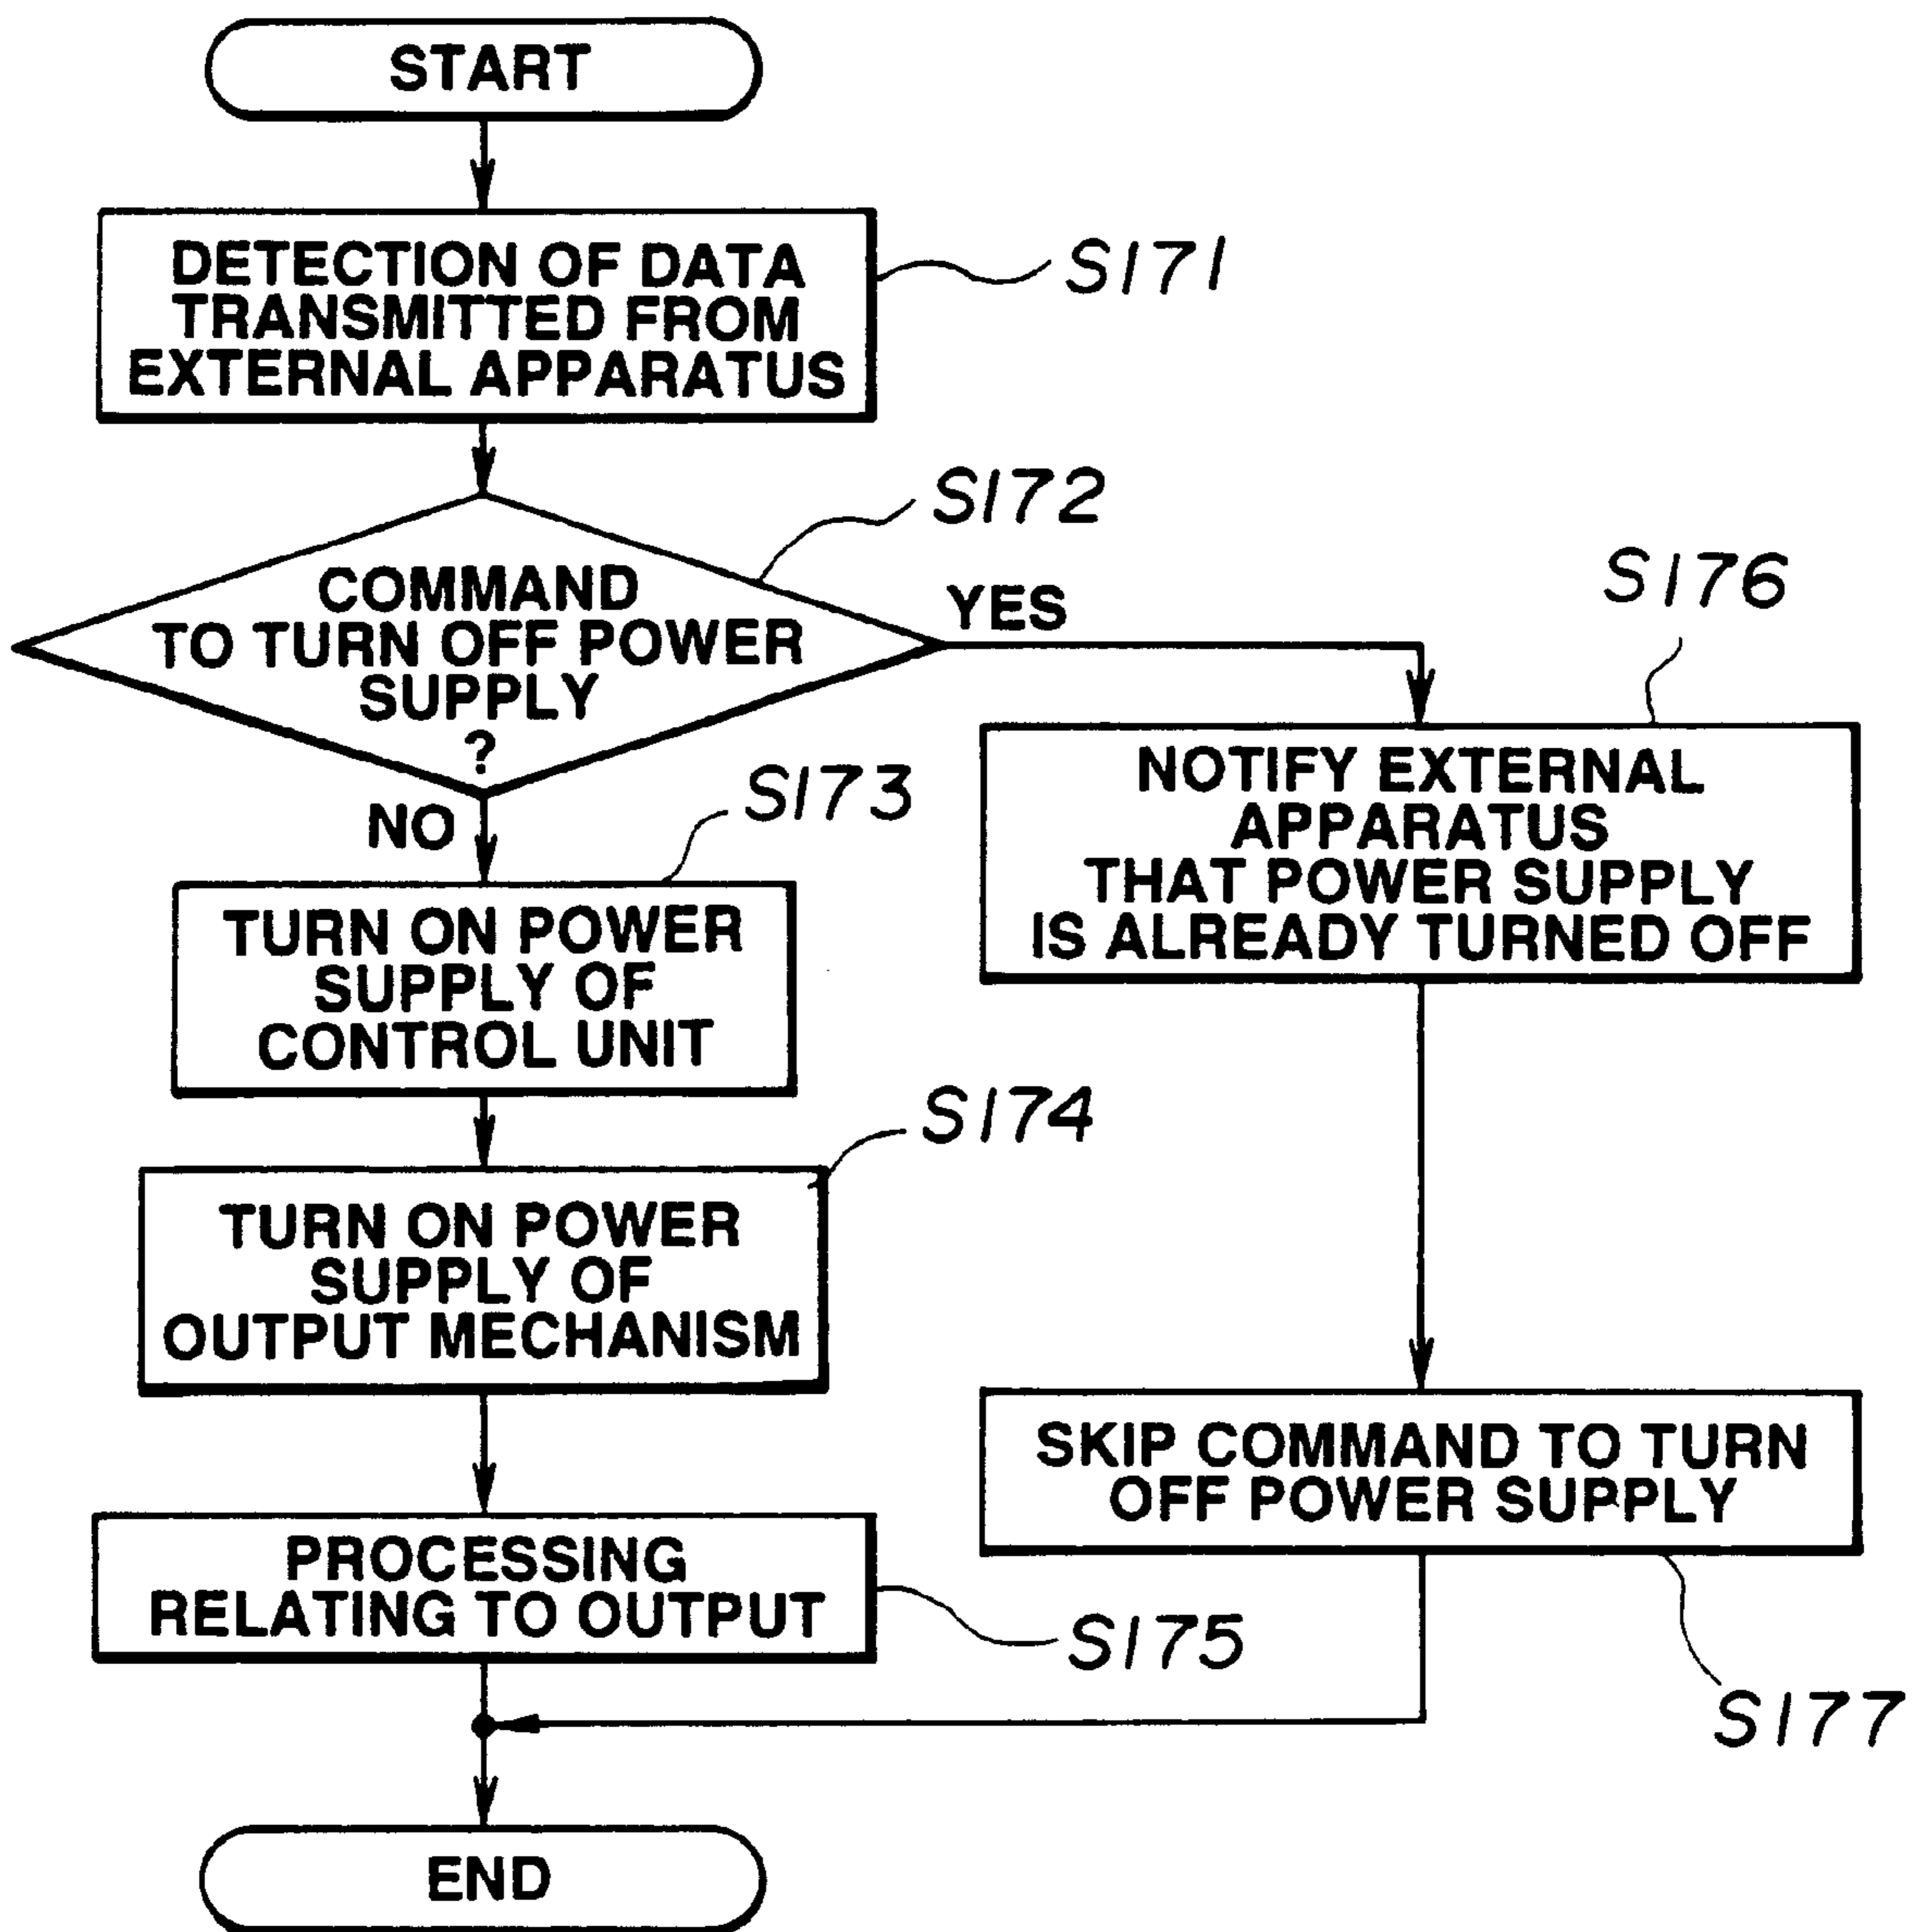 START
DETECTION OF DATA
TRANSMITTED FROM
EXTERNAL APPARATUS
S171
COMMAND
TO TURN OFF POWER
SUPPLY
?
S172
YES
NO
S173
TURN ON POWER
SUPPLY OF
CONTROL UNIT
S174
TURN ON POWER
SUPPLY OF
OUTPUT MECHANISM
PROCESSING
RELATING TO OUTPUT
S175
S176
NOTIFY EXTERNAL
APPARATUS
THAT POWER SUPPLY
IS ALREADY TURNED OFF
SKIP COMMAND TO TURN
OFF POWER SUPPLY
S177
END